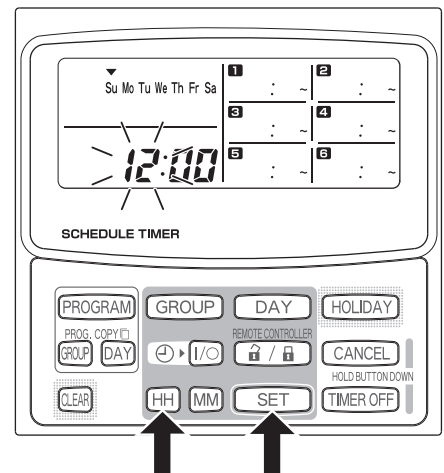 Su Mo Tu We Th Fr Sa
1 : ~
2 : ~
3 : ~
4 : ~
12:00
5 : ~
6 : ~
SCHEDULE TIMER
PROGRAM
GROUP
DAY
HOLIDAY
PROG. COPY
REMOTE CONTROLLER
GROUP
DAY
I/O
/
CANCEL
HOLD BUTTON DOWN
CLEAR
HH
MM
SET
TIMER OFF